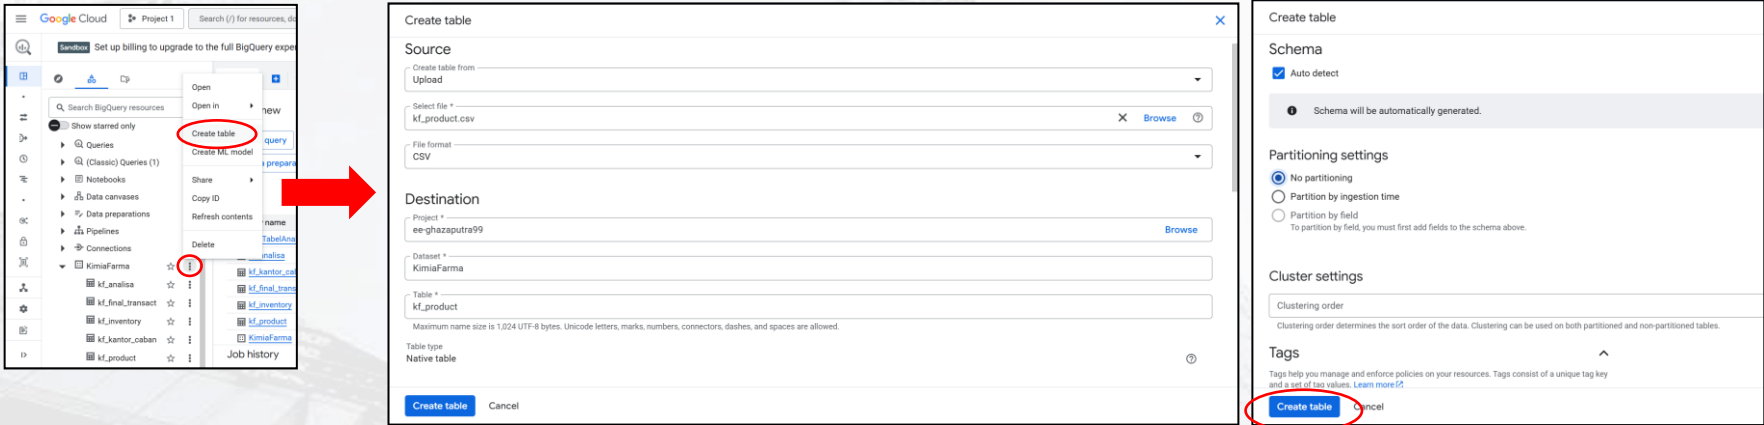 Google Cloud
Project 1
Search (/) for resources, do
Sandbox Set up billing to upgrade to the full BigQuery exper
Search BigQuery resources
Show starred only
Queries
(Classic) Queries (1)
Notebooks
Data canvases
Data preparations
Pipelines
Connections
KimiaFarma
kf_analisa
kf_final_transact
kf_inventory
kf_kantor_caban
kf_product
Open
Open in
Create table
Create ML model
Share
Copy ID
Refresh contents
Delete
new
query
prepara
name
TabelAna
nalisa
kf_kantor_cab
kf_final_trans
kf_inventory
kf_product
KimiaFarma
Job history
Create table
Source
Create table from
Upload
Select file *
kf_product.csv
Browse
File format
CSV
Destination
Project *
ee-ghazaputra99
Browse
Dataset *
KimiaFarma
Table *
kf_product
Maximum name size is 1,024 UTF-8 bytes. Unicode letters, marks, numbers, connectors, dashes, and spaces are allowed.
Table type
Native table
Create table
Cancel
Create table
Schema
Auto detect
Schema will be automatically generated.
Partitioning settings
No partitioning
Partition by ingestion time
Partition by field
To partition by field, you must first add fields to the schema above.
Cluster settings
Clustering order
Clustering order determines the sort order of the data. Clustering can be used on both partitioned and non-partitioned tables.
Tags
Tags help you manage and enforce policies on your resources. Tags consist of a unique tag key
and a set of tag values. Learn more
Create table
Cancel